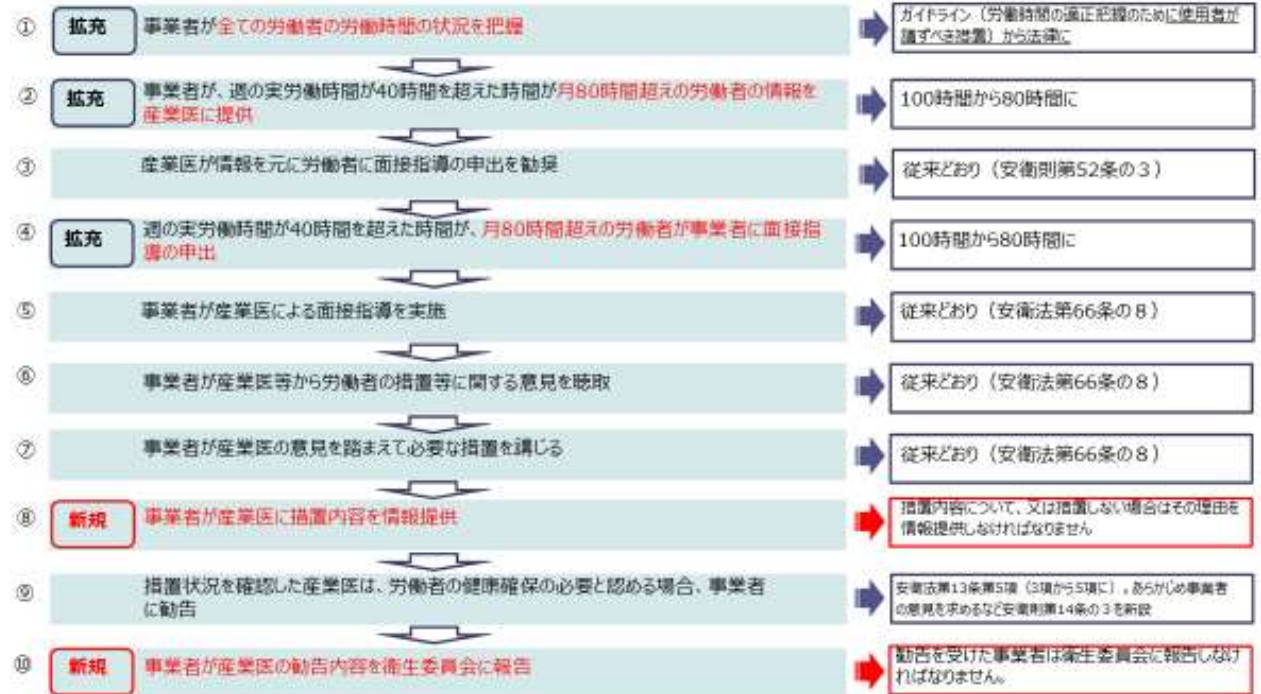 ① 拡充 事業者が全ての労働者の労働時間の状況を把握
ガイドライン（労働時間の適正把握のために使用者が
講ずべき措置）から法律に
② 拡充 事業者が、週の実労働時間が40時間を超えた時間が月80時間超えの労働者の情報を
産業医に提供
100時間から80時間に
③ 産業医が情報を元に労働者に面接指導の申出を勧奨
従来どおり（安衛則第52条の３）
④ 拡充 週の実労働時間が40時間を超えた時間が、月80時間超えの労働者が事業者に面接指
導の申出
100時間から80時間に
⑤ 事業者が産業医による面接指導を実施
従来どおり（安衛法第66条の８）
⑥ 事業者が産業医等から労働者の措置等に関する意見を聴取
従来どおり（安衛法第66条の８）
⑦ 事業者が産業医の意見を踏まえて必要な措置を講じる
従来どおり（安衛法第66条の８）
⑧ 新規 事業者が産業医に措置内容を情報提供
措置内容について、又は措置しない場合はその理由を
情報提供しなければなりません
⑨ 措置状況を確認した産業医は、労働者の健康確保の必要と認める場合、事業者
に勧告
安衛法第13条第5項（3項から5項に）、あらかじめ事業者
の意見を求めるなど安衛則第14条の３を新設
⑩ 新規 事業者が産業医の勧告内容を衛生委員会に報告
勧告を受けた事業者は衛生委員会に報告しなけ
ればなりません。